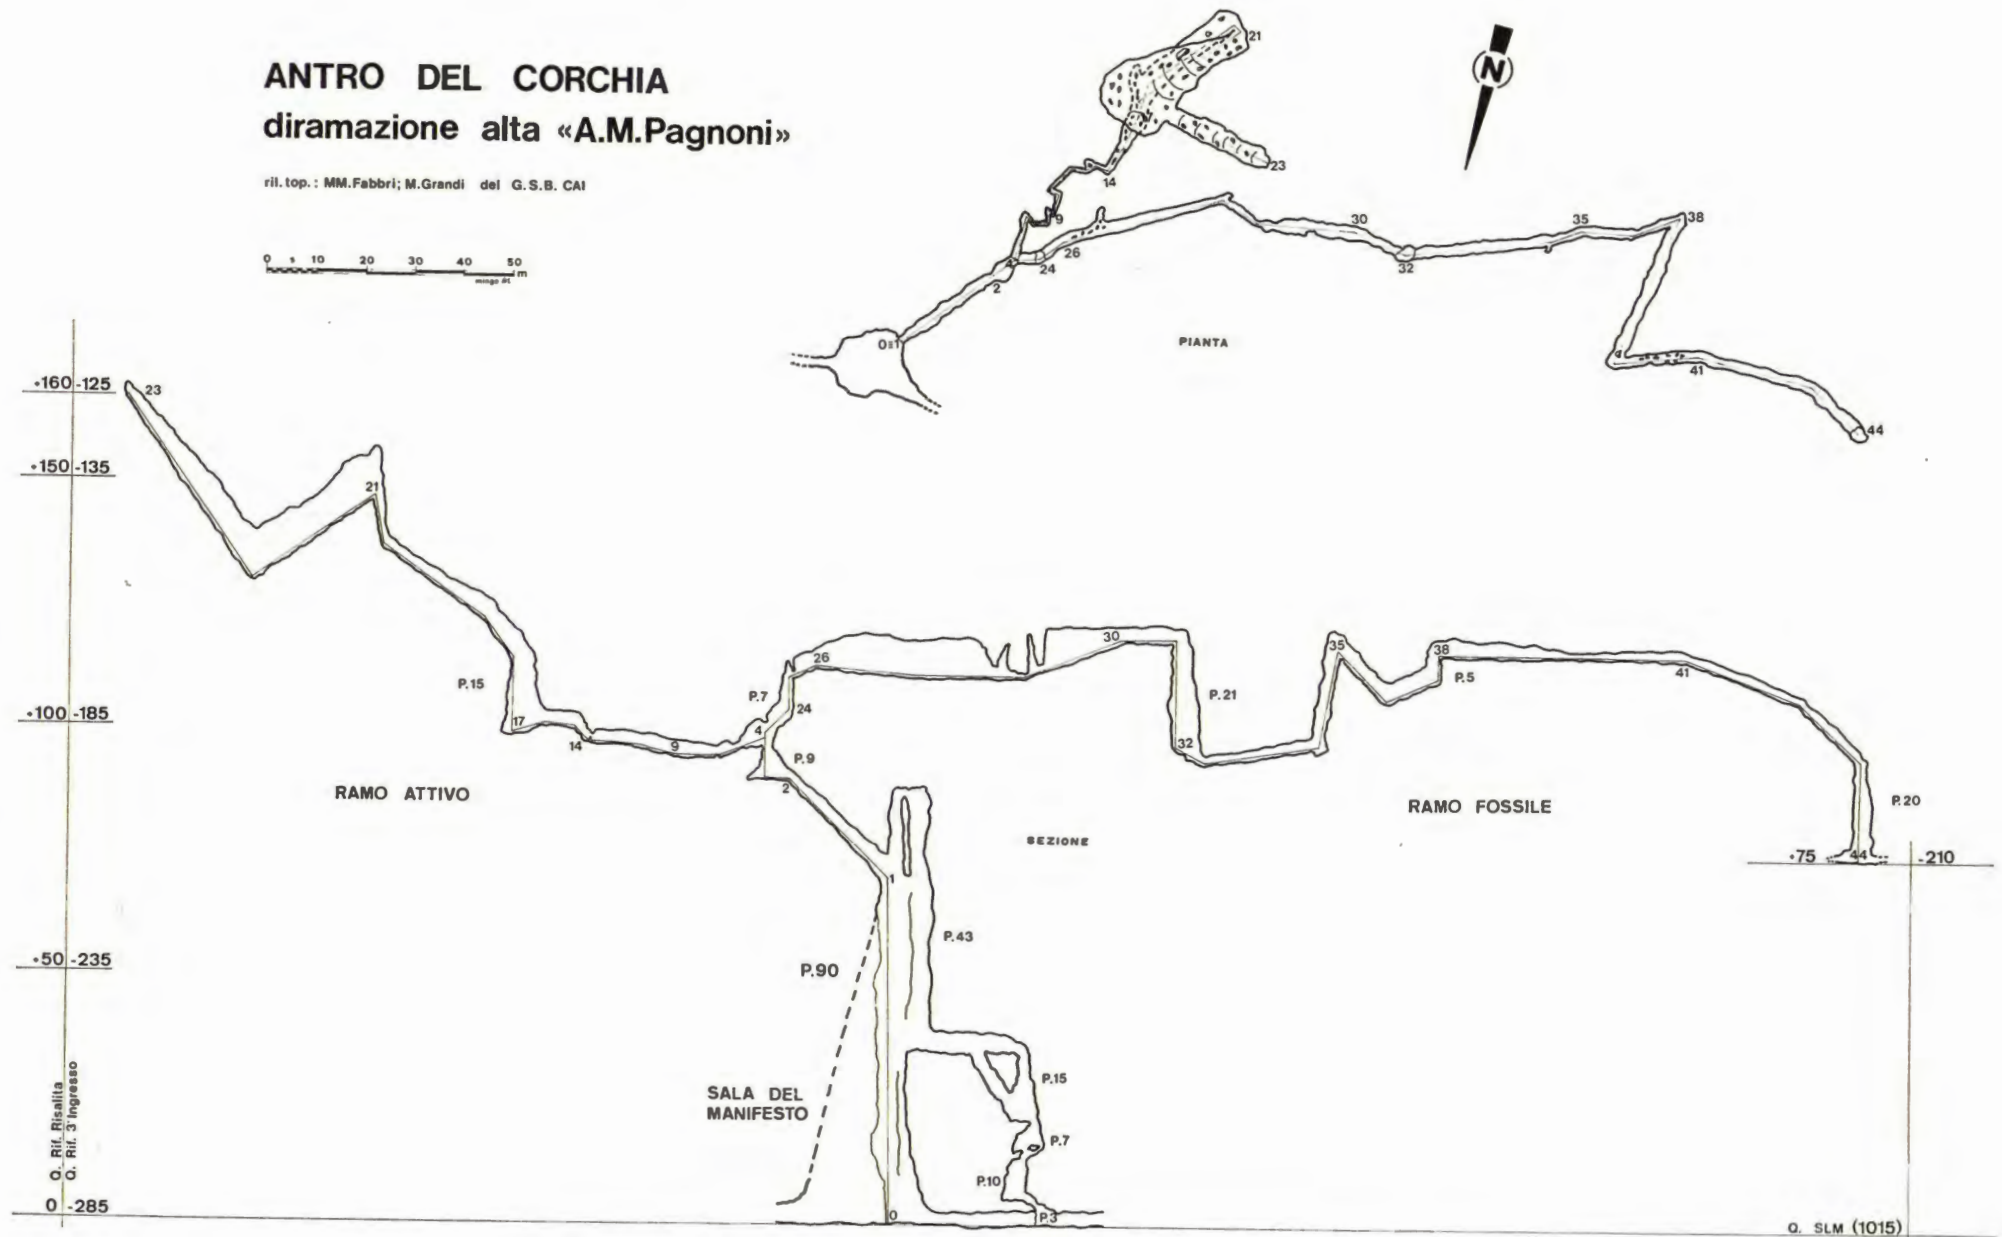 ANTRO DEL CORCHIA
diramazione alta «A.M.Pagnoni»
ril. top.: MM.Fabbri; M.Grandi del G.S.B. CAI
0 5 10 20 30 40 50 m
N
21
23
14
9
4
24
26
2
0≡1
30
32
35
38
41
44
PIANTA
+160 -125
23
+150 -135
21
P.15
+100 -185
17
14
9
4
P.7
26
24
P.9
2
30
P.21
32
35
38
P.5
41
RAMO ATTIVO
RAMO FOSSILE
SEZIONE
P.20
+75 44 -210
1
P.43
+50 -235
P.90
SALA DEL
MANIFESTO
P.15
P.7
P.10
P.3
Q. Rif. Risalita
Q. Rif. 3° Ingresso
0 -285
0
Q. SLM (1015)